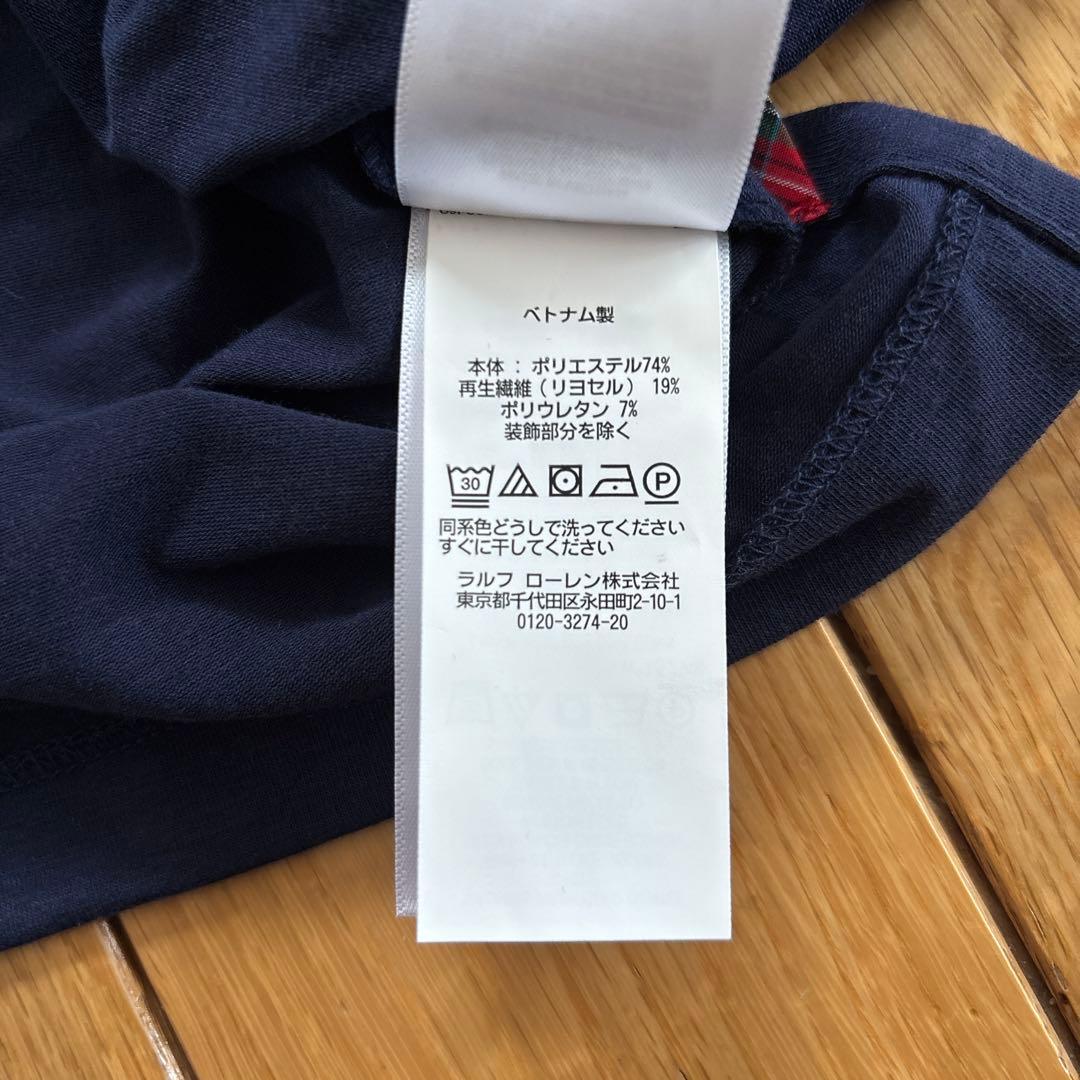 ベトナム製
本体 : ポリエステル74%
再生繊維(リヨセル) 19%
ポリウレタン 7%
装飾部分を除く
30 P
同系色どうしで洗ってください
すぐに干してください
ラルフ ローレン株式会社
東京都千代田区永田町2-10-1
0120-3274-20